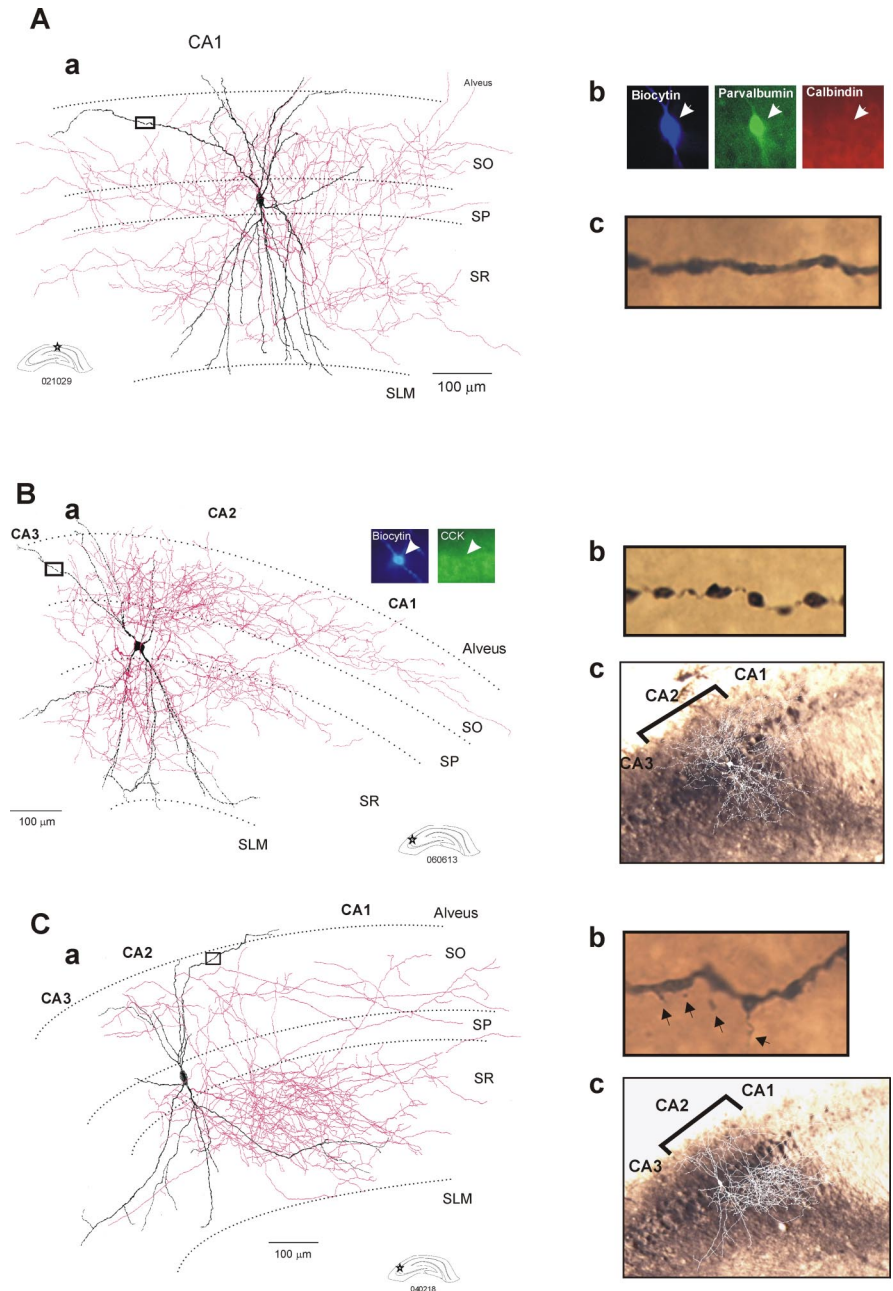 A
CA1
a
Alveus
SO
SP
SR
SLM
021029
100 μm
b
Biocytin
Parvalbumin
Calbindin
c
B
a
CA2
CA3
Biocytin
CCK
CA1
Alveus
SO
SP
SR
SLM
100 μm
060613
b
c
CA1
CA2
CA3
C
a
CA1
Alveus
CA2
SO
CA3
SP
SR
SLM
100 μm
040218
b
c
CA1
CA2
CA3